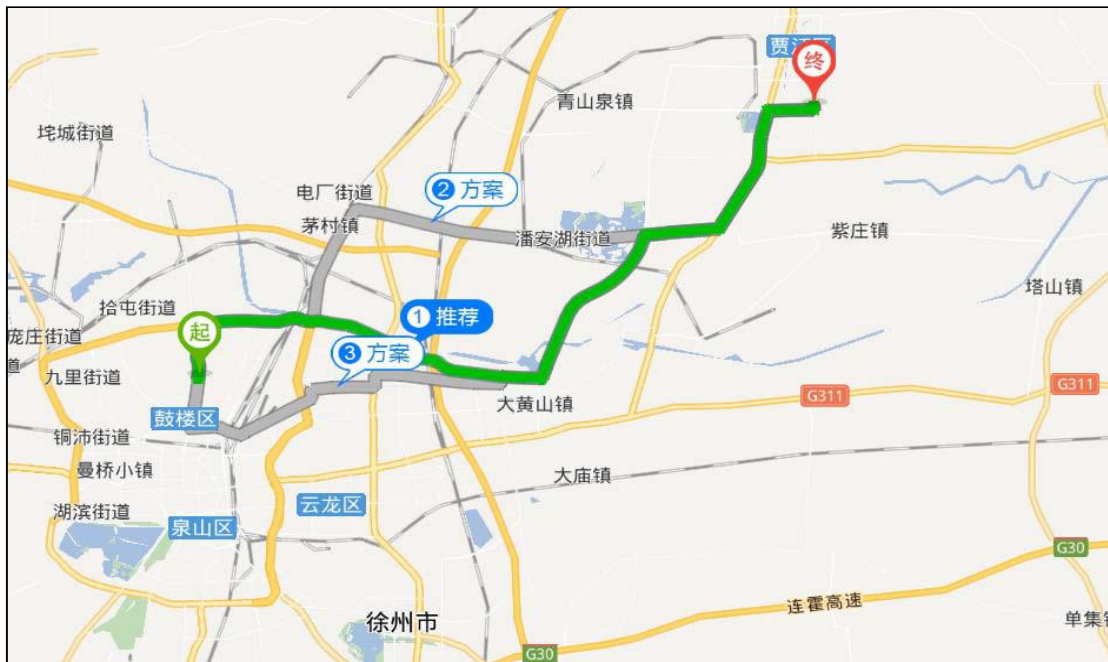 贾汪区
终
青山泉镇
垞城街道
电厂街道
2 方案
茅村镇
潘安湖街道
紫庄镇
塔山镇
拾屯街道
1 推荐
起
庞庄街道
3 方案
道
九里街道
大黄山镇
G311
G311
鼓楼区
铜沛街道
曼桥小镇
大庙镇
云龙区
湖滨街道
泉山区
G30
连霍高速
徐州市
单集镇
G30